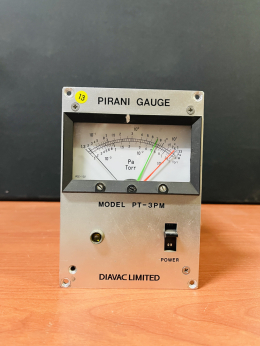 13
PIRANI GAUGE
Pa
Torr
MODEL PT-3PM
POWER
DIAVAC LIMITED